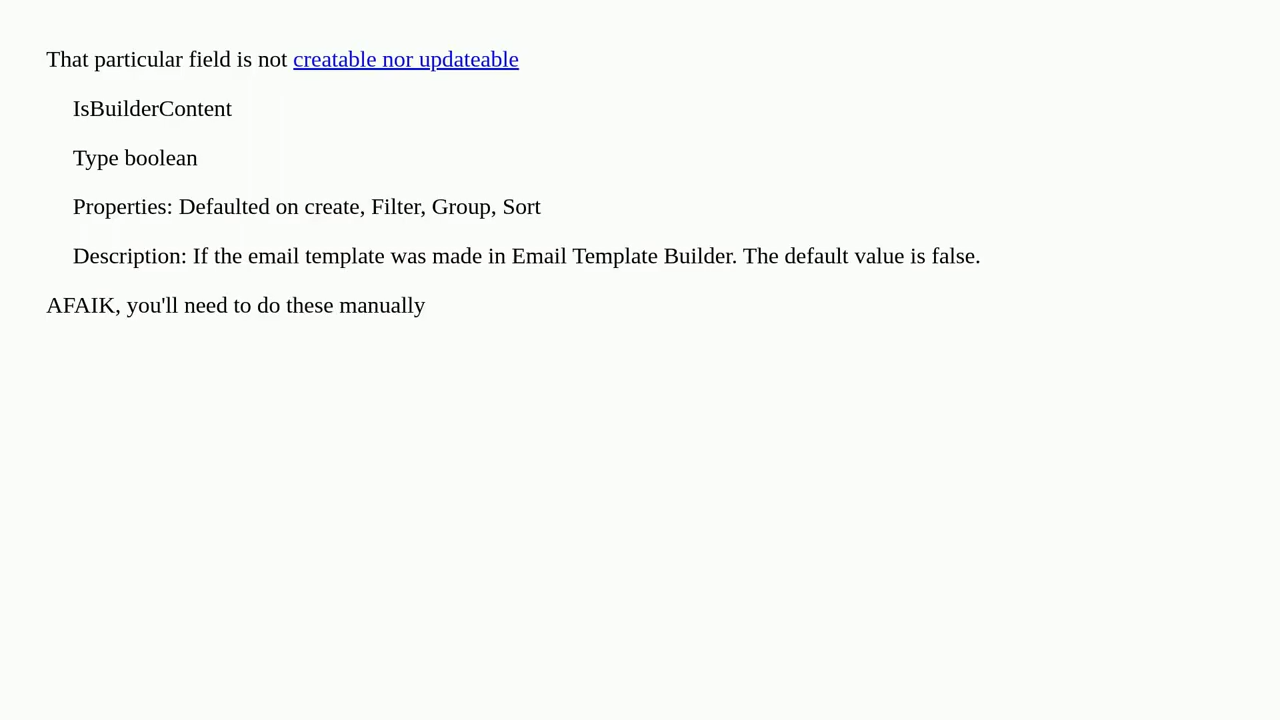 That particular field is not creatable nor updateable
IsBuilderContent
Type boolean
Properties: Defaulted on create, Filter, Group, Sort
Description: If the email template was made in Email Template Builder. The default value is false.
AFAIK, you'll need to do these manually